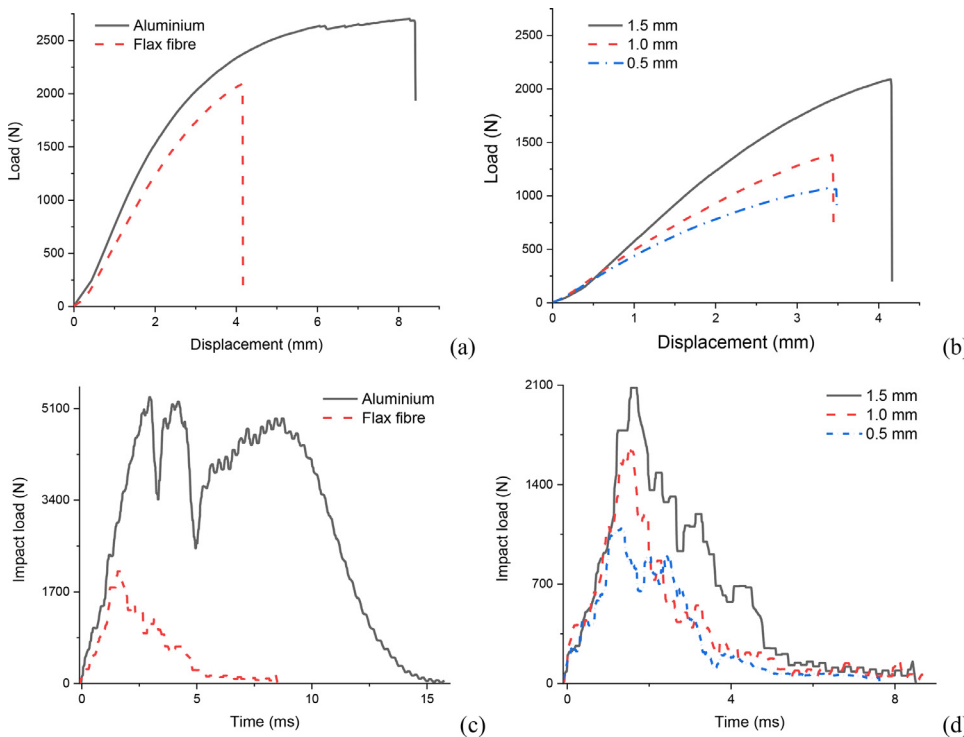 Aluminium
Flax fibre
2500
2000
1500
1000
500
0
0 2 4 6 8
Load (N)
Displacement (mm)
(a)
1.5 mm
1.0 mm
0.5 mm
2500
2000
1500
1000
500
0
0 1 2 3 4
Load (N)
Displacement (mm)
(b)
Aluminium
Flax fibre
5100
3400
1700
0
0 5 10 15
Impact load (N)
Time (ms)
(c)
1.5 mm
1.0 mm
0.5 mm
2100
1400
700
0
0 2 4 6 8
Impact load (N)
Time (ms)
(d)